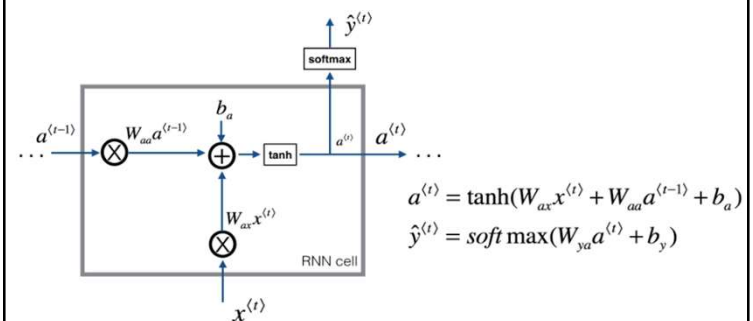 ŷ⟨t⟩
softmax
b_a
a⟨t−1⟩
W_aa a⟨t−1⟩
a⟨t⟩
a⟨t⟩
...
...
tanh
a⟨t⟩ = tanh(W_ax x⟨t⟩ + W_aa a⟨t−1⟩ + b_a)
W_ax x⟨t⟩
ŷ⟨t⟩ = soft max(W_ya a⟨t⟩ + b_y)
RNN cell
x⟨t⟩